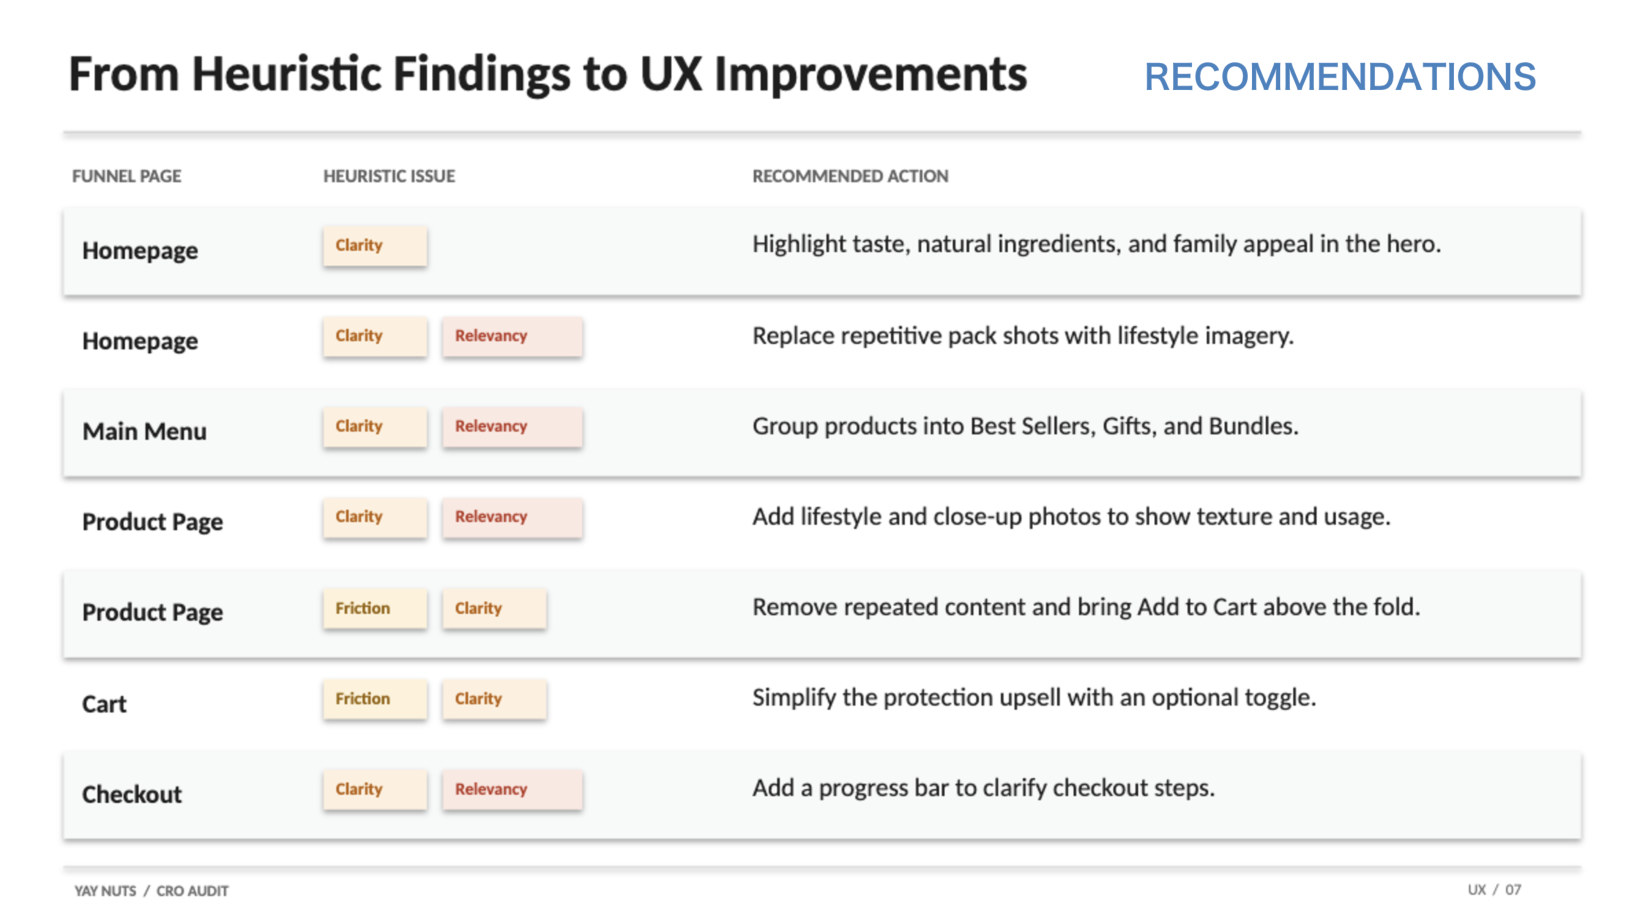 From Heuristic Findings to UX Improvements RECOMMENDATIONS
FUNNEL PAGE HEURISTIC ISSUE RECOMMENDED ACTION
Homepage Clarity Highlight taste, natural ingredients, and family appeal in the hero.
Homepage Clarity Relevancy Replace repetitive pack shots with lifestyle imagery.
Main Menu Clarity Relevancy Group products into Best Sellers, Gifts, and Bundles.
Product Page Clarity Relevancy Add lifestyle and close-up photos to show texture and usage.
Product Page Friction Clarity Remove repeated content and bring Add to Cart above the fold.
Cart Friction Clarity Simplify the protection upsell with an optional toggle.
Checkout Clarity Relevancy Add a progress bar to clarify checkout steps.
YAY NUTS / CRO AUDIT UX / 07